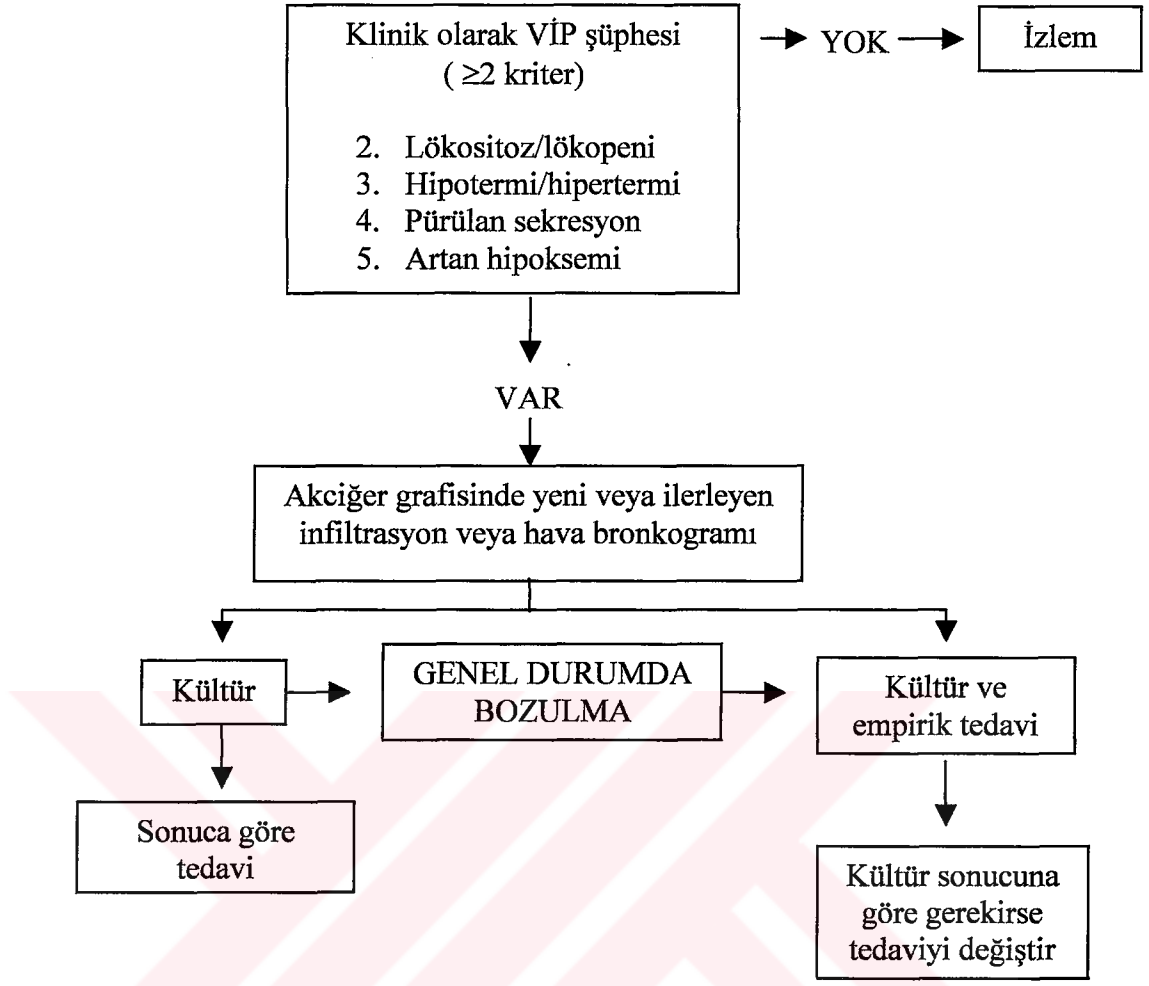 Klinik olarak VİP şüphesi
( ≥2 kriter)
YOK
İzlem
2. Lökositoz/lökopeni
3. Hipotermi/hipertermi
4. Pürülan sekresyon
5. Artan hipoksemi
VAR
Akciğer grafisinde yeni veya ilerleyen
infiltrasyon veya hava bronkogramı
Kültür
GENEL DURUMDA
BOZULMA
Kültür ve
empirik tedavi
Sonuca göre
tedavi
Kültür sonucuna
göre gerekirse
tedaviyi değiştir